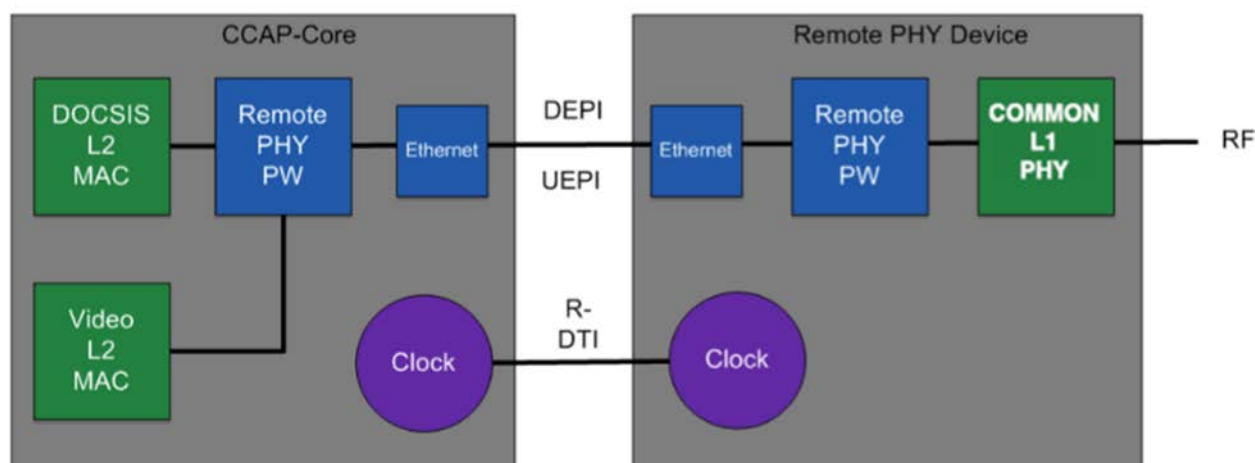 CCAP-Core
Remote PHY Device
DOCSIS
L2
MAC
Remote
PHY
PW
Ethernet
DEPI
UEPI
Ethernet
Remote
PHY
PW
COMMON
L1
PHY
RF
Video
L2
MAC
Clock
R-
DTI
Clock